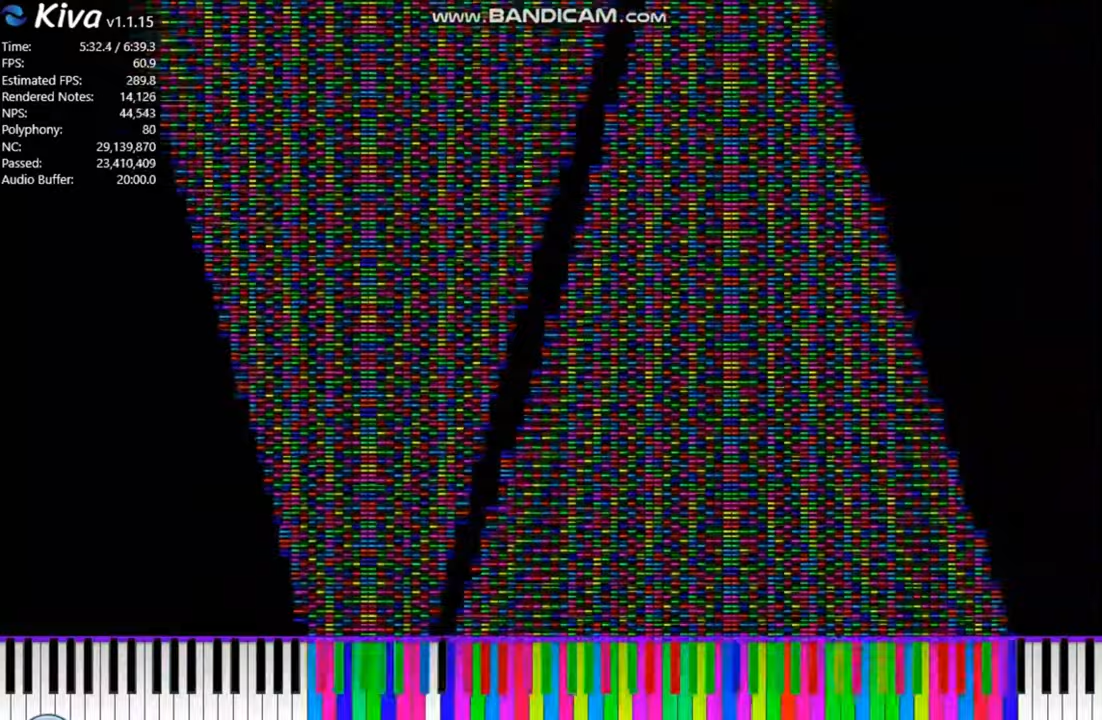 Kiva v1.1.15
www.BANDICAM.com
Time: 5:32.4 / 6:39.3
FPS: 60.9
Estimated FPS: 289.8
Rendered Notes: 14,126
NPS: 44,543
Polyphony: 80
NC: 29,139,870
Passed: 23,410,409
Audio Buffer: 20:00.0